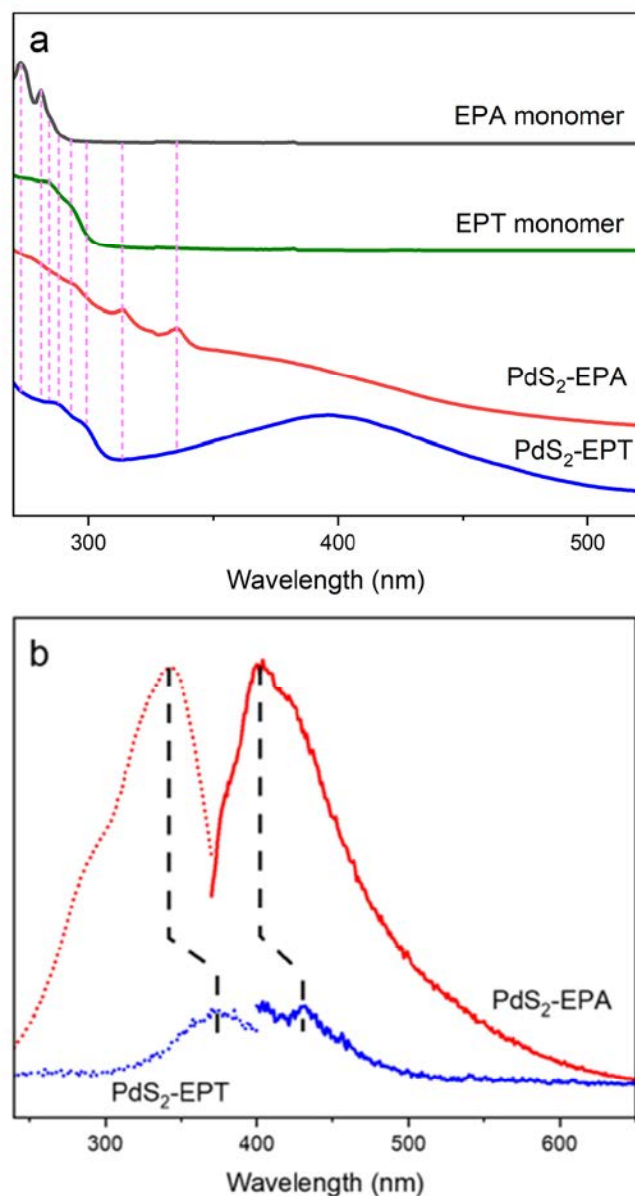 a
EPA monomer
EPT monomer
PdS₂-EPA
PdS₂-EPT
300 400 500
Wavelength (nm)
b
PdS₂-EPA
PdS₂-EPT
300 400 500 600
Wavelength (nm)